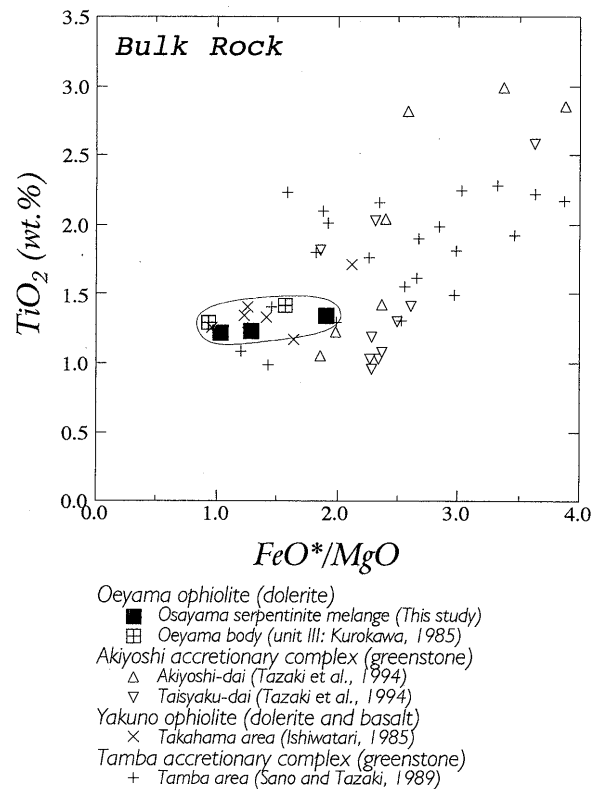 Bulk Rock
3.5
3.0
2.5
2.0
1.5
1.0
0.5
0.0
TiO2 (wt.%)
0.0 1.0 2.0 3.0 4.0
FeO*/MgO
Oeyama ophiolite (dolerite)
Osayama serpentinite melange (This study)
Oeyama body (unit III: Kurokawa, 1985)
Akiyoshi accretionary complex (greenstone)
Akiyoshi-dai (Tazaki et al., 1994)
Taisyaku-dai (Tazaki et al., 1994)
Yakuno ophiolite (dolerite and basalt)
Takahama area (Ishiwatari, 1985)
Tamba accretionary complex (greenstone)
Tamba area (Sano and Tazaki, 1989)